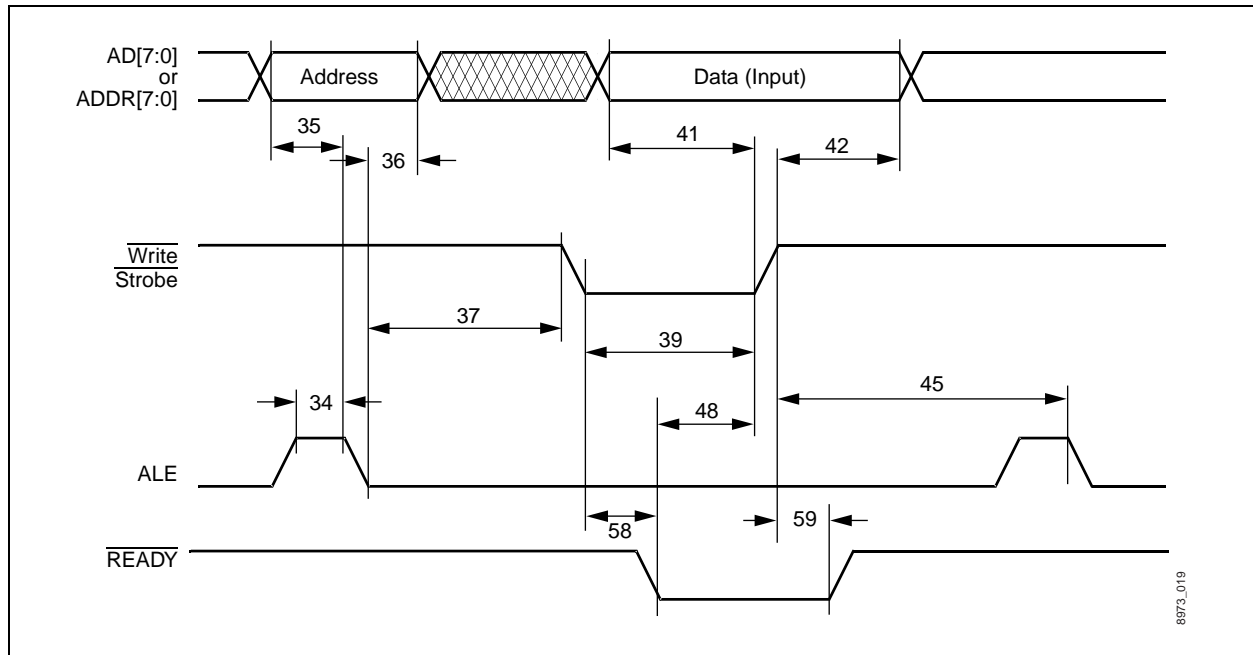 AD[7:0]
or
ADDR[7:0]
Address
Data (Input)
35
36
41
42
Write
Strobe
37
39
34
48
45
ALE
58
59
READY
8973_019